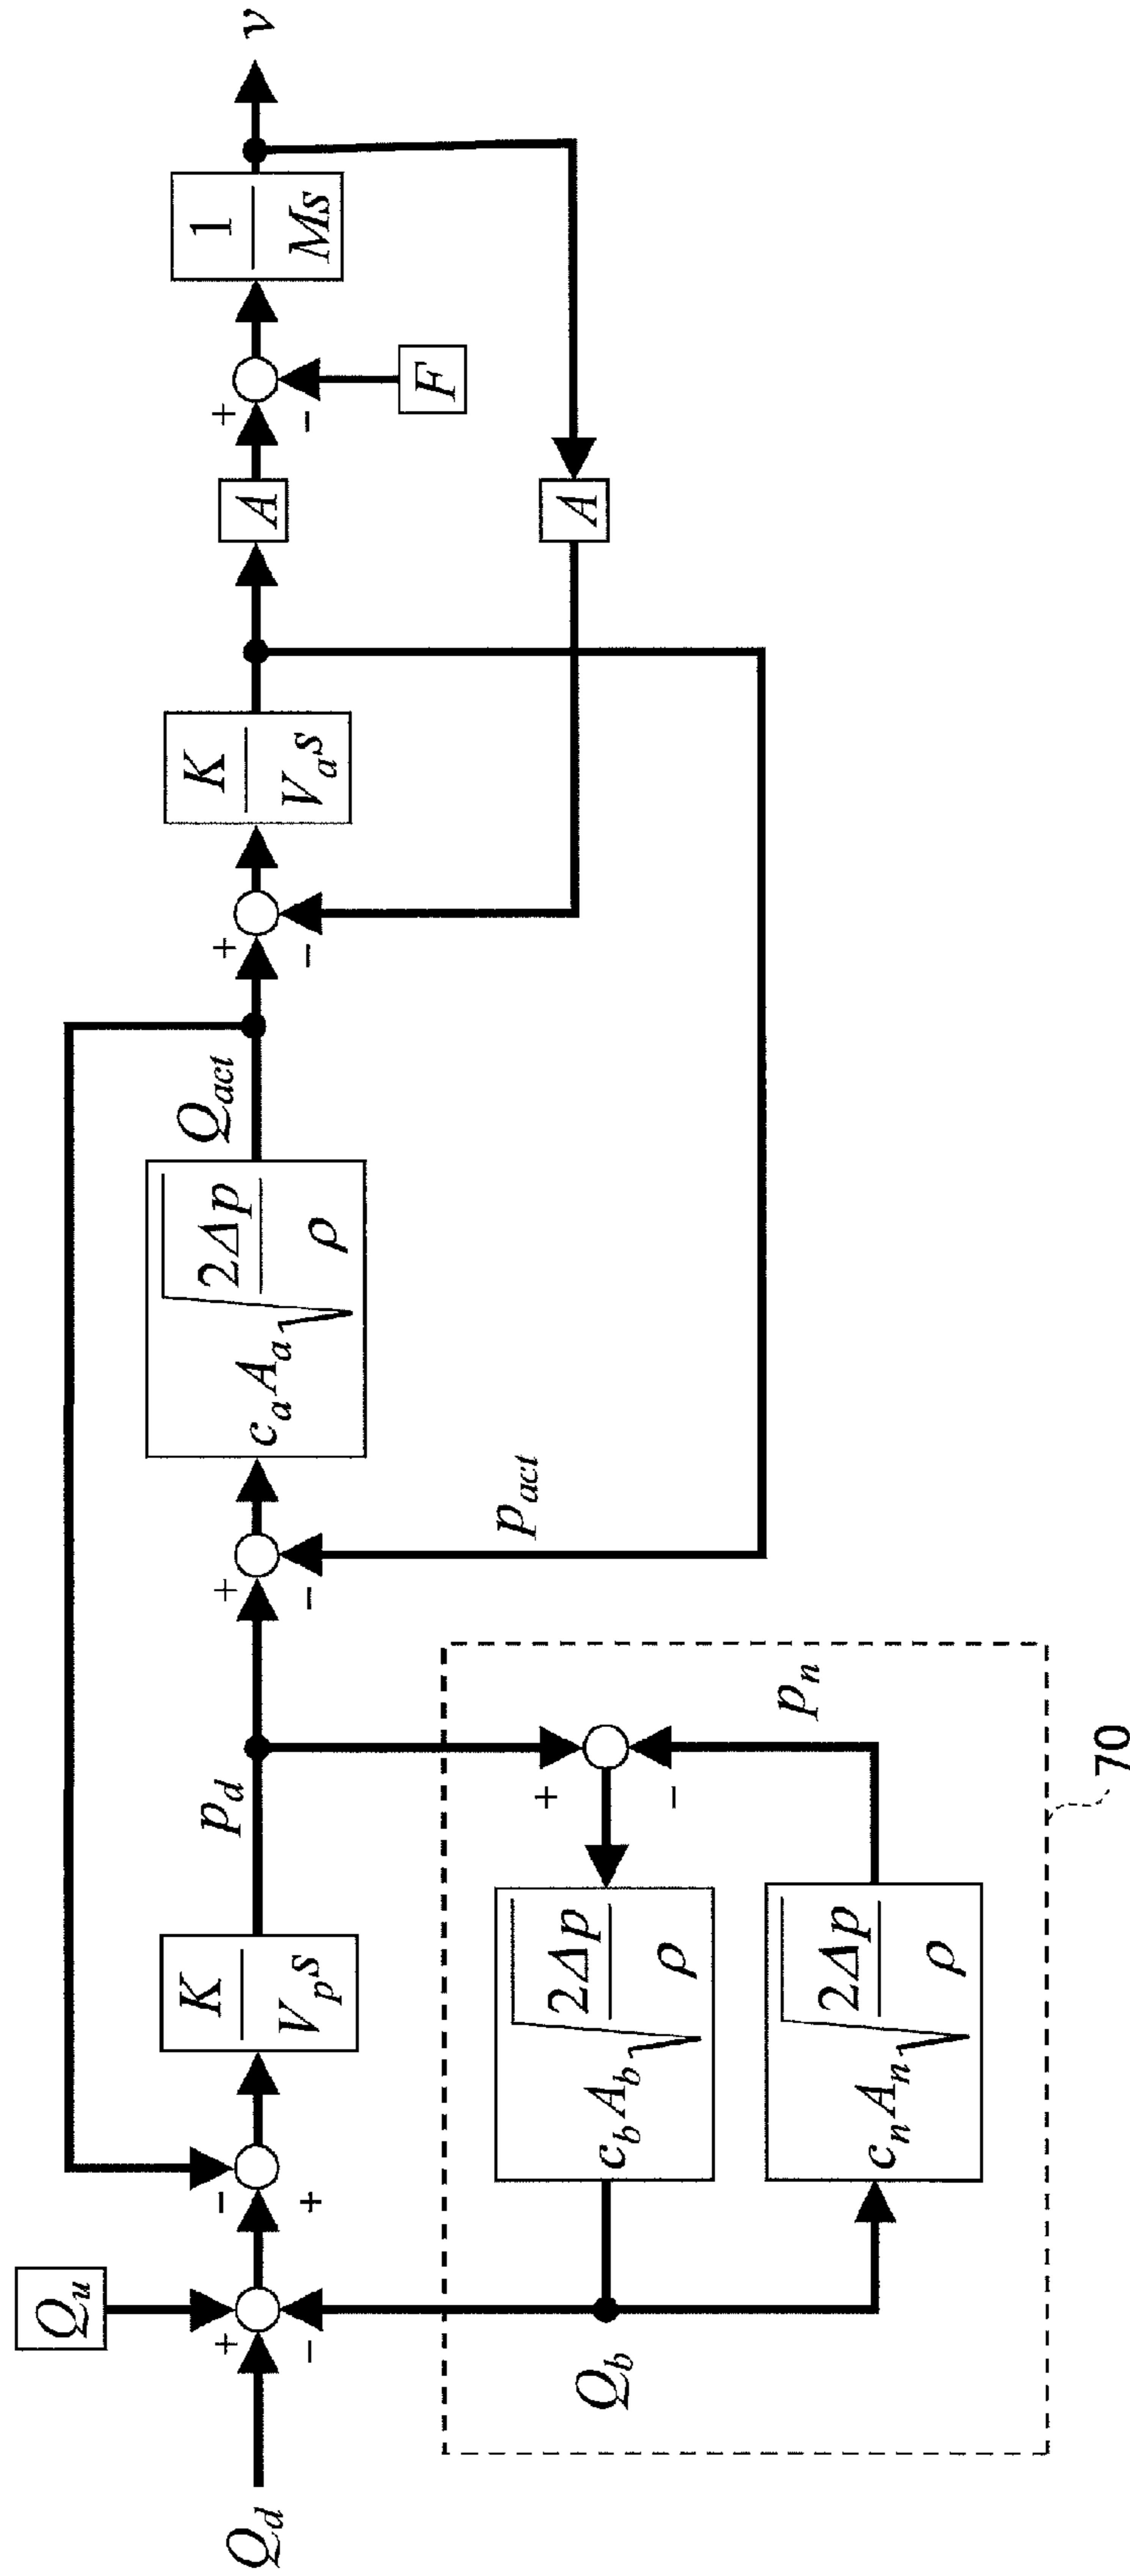 Q_d
+
−
Q_u
−
+
K
V_p s
p_d
+
−
c_a A_a √ 2Δp
ρ
Q_act
+
−
K
V_a s
A
+
−
F
1
Ms
v
A
p_act
Q_b
c_b A_b √ 2Δp
ρ
+
−
c_n A_n √ 2Δp
ρ
p_n
70